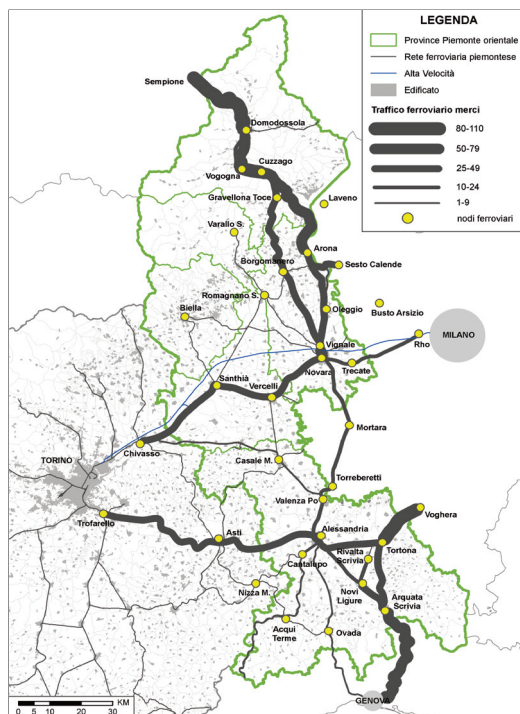 LEGENDA
Province Piemonte orientale
Rete ferroviaria piemontese
Alta Velocità
Edificato
Traffico ferroviario merci
80-110
50-79
25-49
10-24
1-9
nodi ferroviari
Sempione
Domodossola
Cuzzago
Vogogna
Gravellona Toce
Laveno
Varallo S.
Arona
Borgomanero
Sesto Calende
Romagnano S.
Biella
Oleggio
Busto Arsizio
MILANO
Vignale
Rho
Novara
Trecate
Santhià
Vercelli
Chivasso
Mortara
TORINO
Casale M.
Torreberetti
Valenza Po
Trofarello
Voghera
Asti
Alessandria
Tortona
Rivalta
Scrivia
Cantalupo
Nizza M.
Novi
Ligure
Arquata
Scrivia
Acqui
Terme
Ovada
GENOVA
KM
0 5 10 20 30